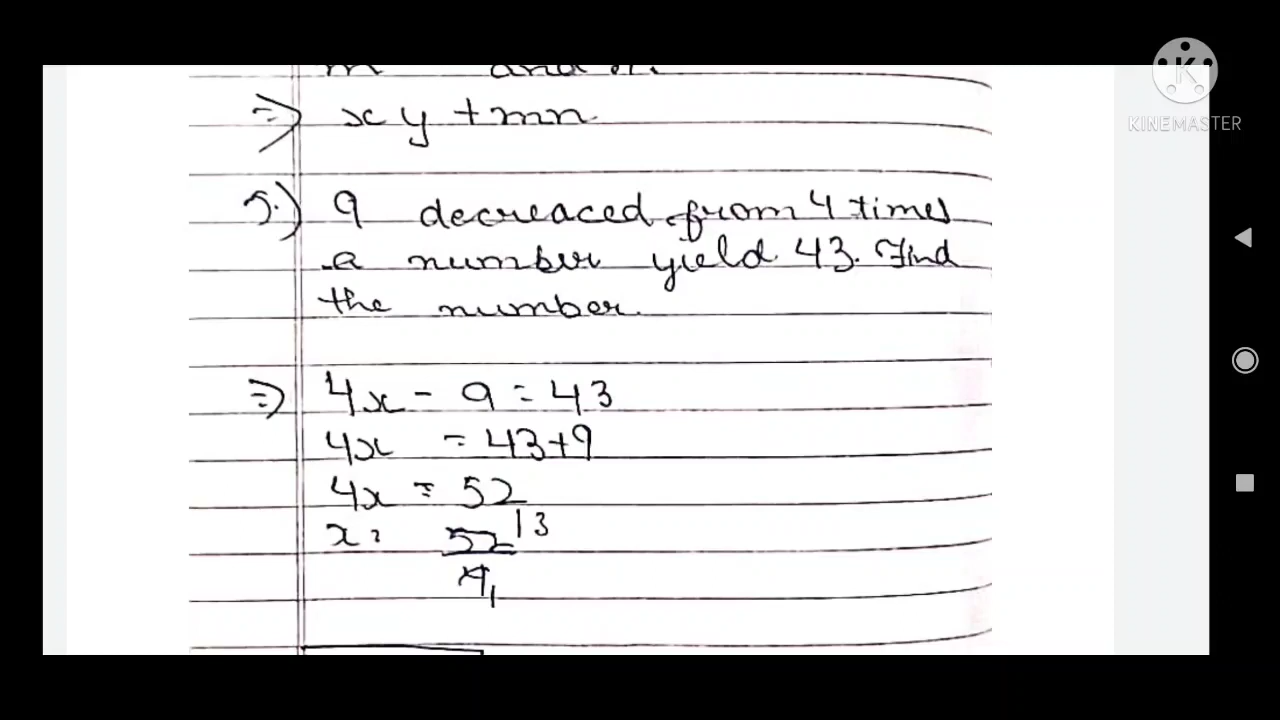 and n.
⇒ xy + mn
5.) 9 decreaced from 4 times
a number yield 43. Find
the number.
⇒ 4x - 9 = 43
4x = 43+9
4x = 52
x = 52/4 13 1
KINEMASTER